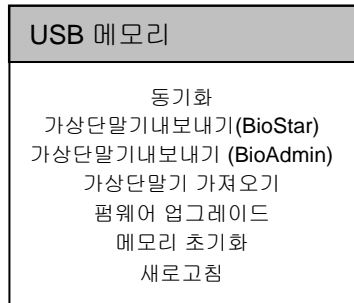 USB 메모리
동기화
가상단말기내보내기(BioStar)
가상단말기내보내기 (BioAdmin)
가상단말기 가져오기
펌웨어 업그레이드
메모리 초기화
새로고침